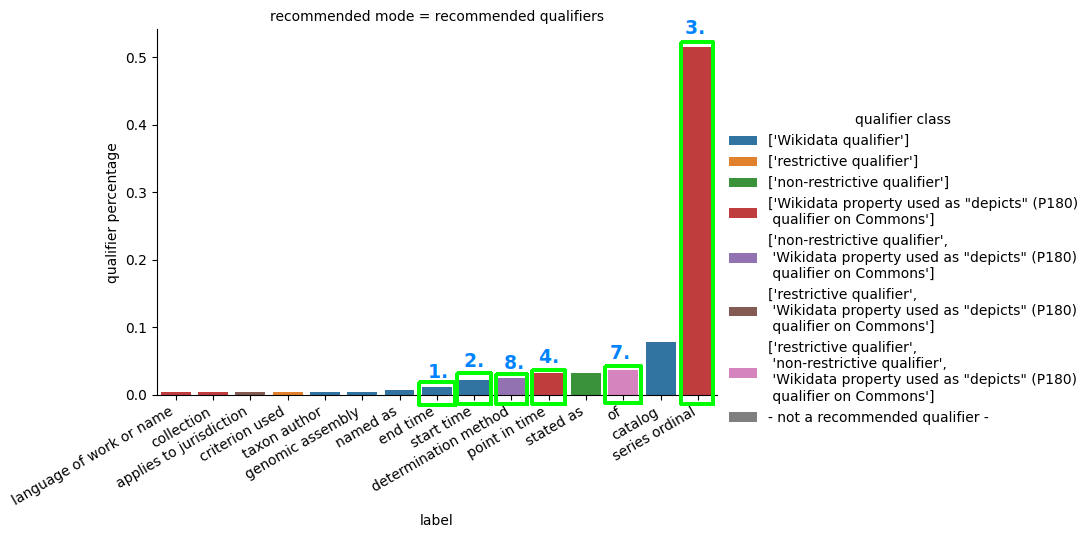 recommended mode = recommended qualifiers
3.
0.5
0.4
0.3
0.2
0.1
0.0
qualifier percentage
1.
2.
8.
4.
7.
language of work or name
collection
applies to jurisdiction
criterion used
taxon author
genomic assembly
named as
end time
start time
determination method
point in time
stated as
of
catalog
series ordinal
label
qualifier class
['Wikidata qualifier']
['restrictive qualifier']
['non-restrictive qualifier']
['Wikidata property used as "depicts" (P180)
qualifier on Commons']
['non-restrictive qualifier',
'Wikidata property used as "depicts" (P180)
qualifier on Commons']
['restrictive qualifier',
'Wikidata property used as "depicts" (P180)
qualifier on Commons']
['restrictive qualifier',
'non-restrictive qualifier',
'Wikidata property used as "depicts" (P180)
qualifier on Commons']
- not a recommended qualifier -